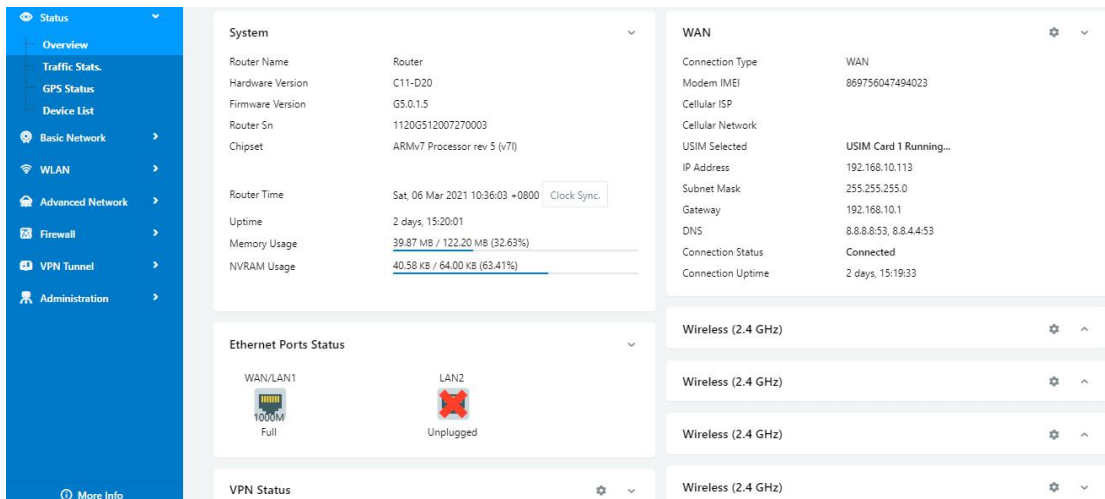 Status
Overview
Traffic Stats.
GPS Status
Device List
Basic Network
WLAN
Advanced Network
Firewall
VPN Tunnel
Administration
More Info
System
Router Name Router
Hardware Version C11-D20
Firmware Version G5.0.1.5
Router Sn 1120G512007270003
Chipset ARMv7 Processor rev 5 (v7l)
Router Time Sat, 06 Mar 2021 10:36:03 +0800 Clock Sync.
Uptime 2 days, 15:20:01
Memory Usage 39.87 MB / 122.20 MB (32.63%)
NVRAM Usage 40.58 KB / 64.00 KB (63.41%)
Ethernet Ports Status
WAN/LAN1 LAN2
1000M
Full Unplugged
VPN Status
WAN
Connection Type WAN
Modem IMEI 869756047494023
Cellular ISP
Cellular Network
USIM Selected USIM Card 1 Running...
IP Address 192.168.10.113
Subnet Mask 255.255.255.0
Gateway 192.168.10.1
DNS 8.8.8.8:53, 8.8.4.4:53
Connection Status Connected
Connection Uptime 2 days, 15:19:33
Wireless (2.4 GHz)
Wireless (2.4 GHz)
Wireless (2.4 GHz)
Wireless (2.4 GHz)